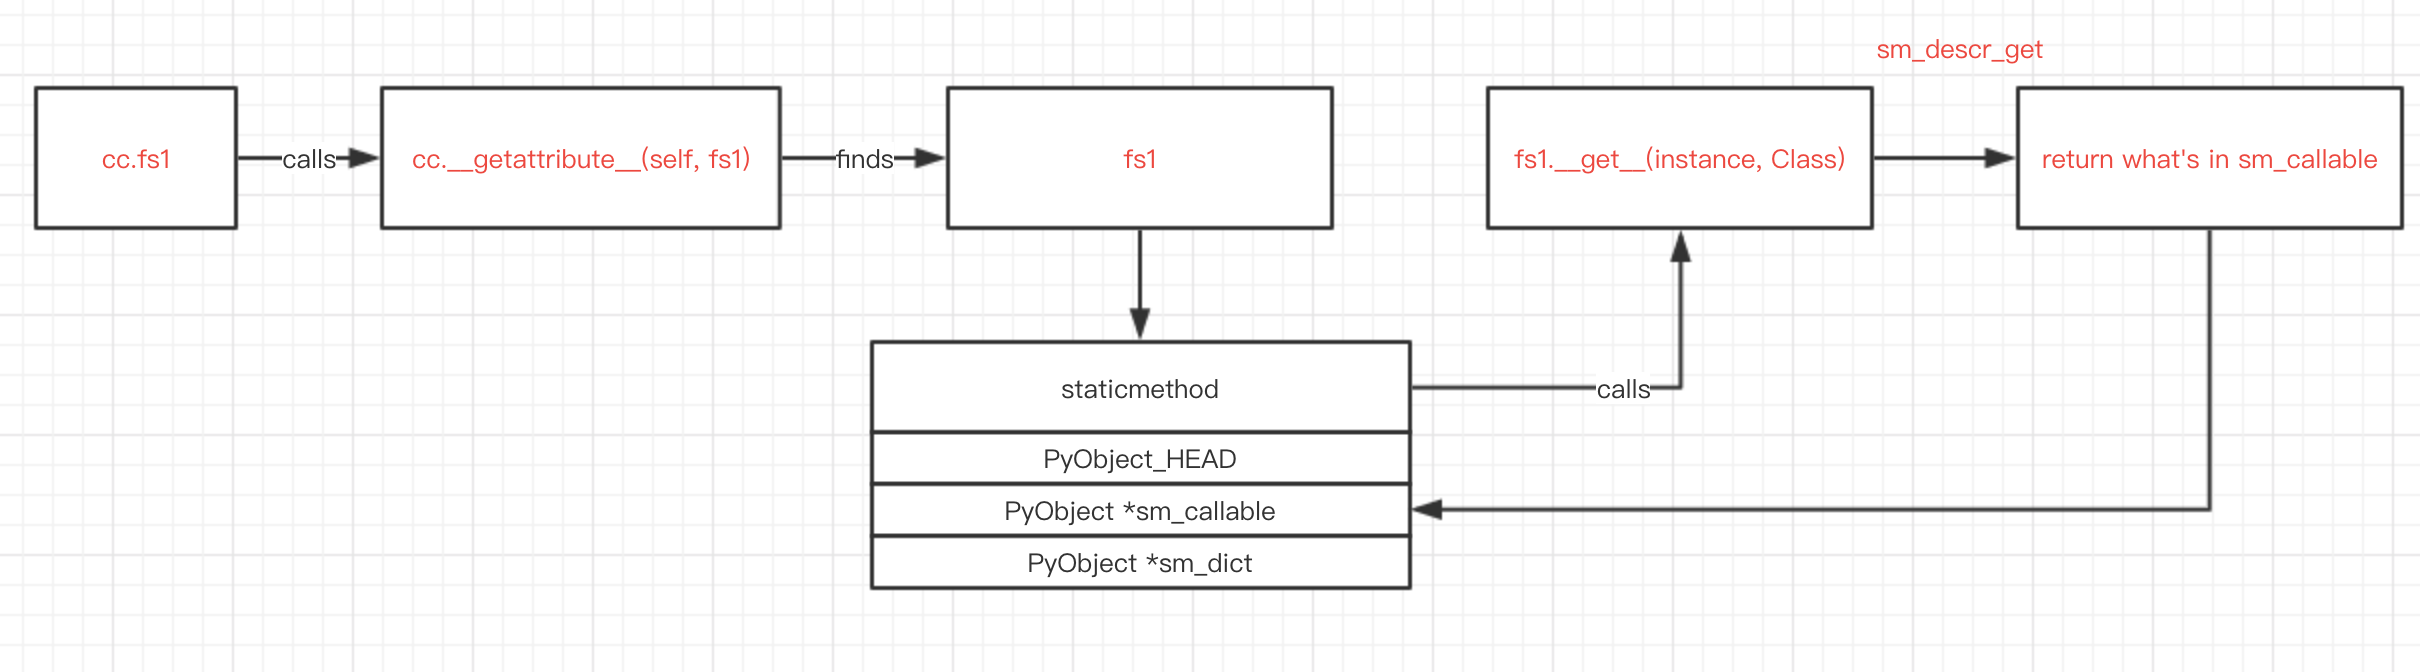 sm_descr_get
cc.fs1
calls
cc.__getattribute__(self, fs1)
finds
fs1
fs1.__get__(instance, Class)
return what's in sm_callable
staticmethod
calls
PyObject_HEAD
PyObject *sm_callable
PyObject *sm_dict